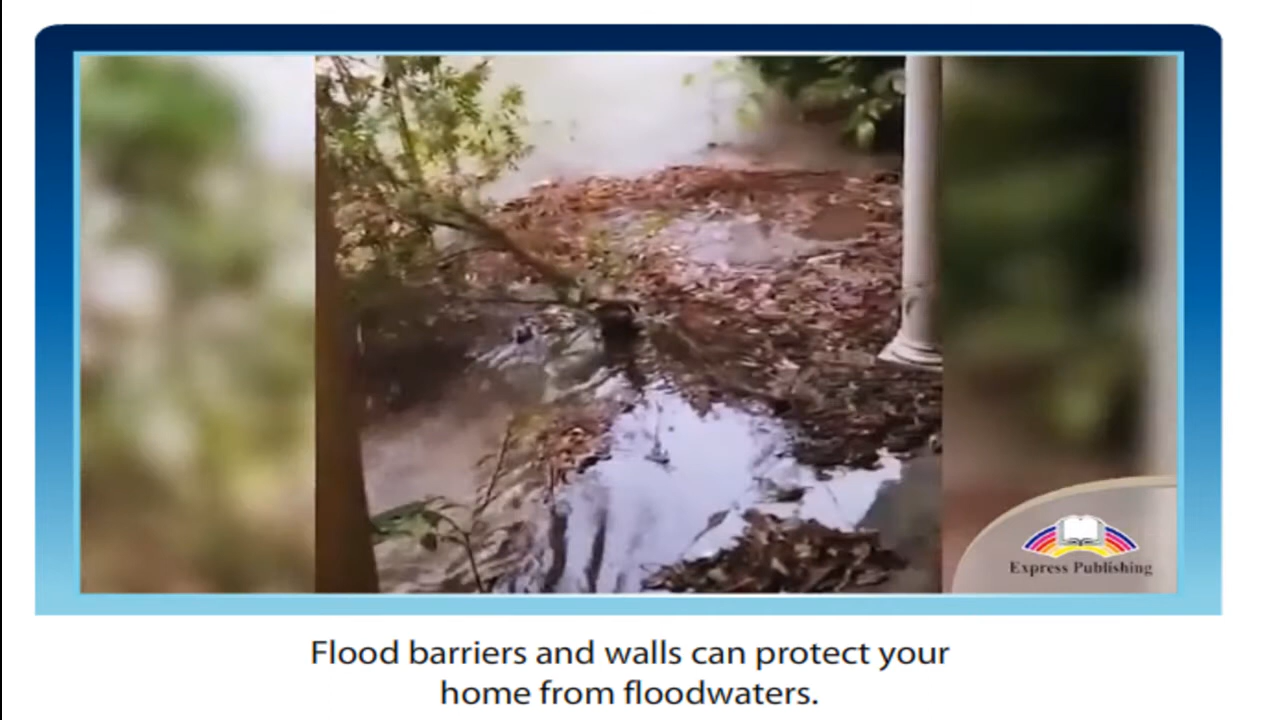 Express Publishing
Flood barriers and walls can protect your
home from floodwaters.